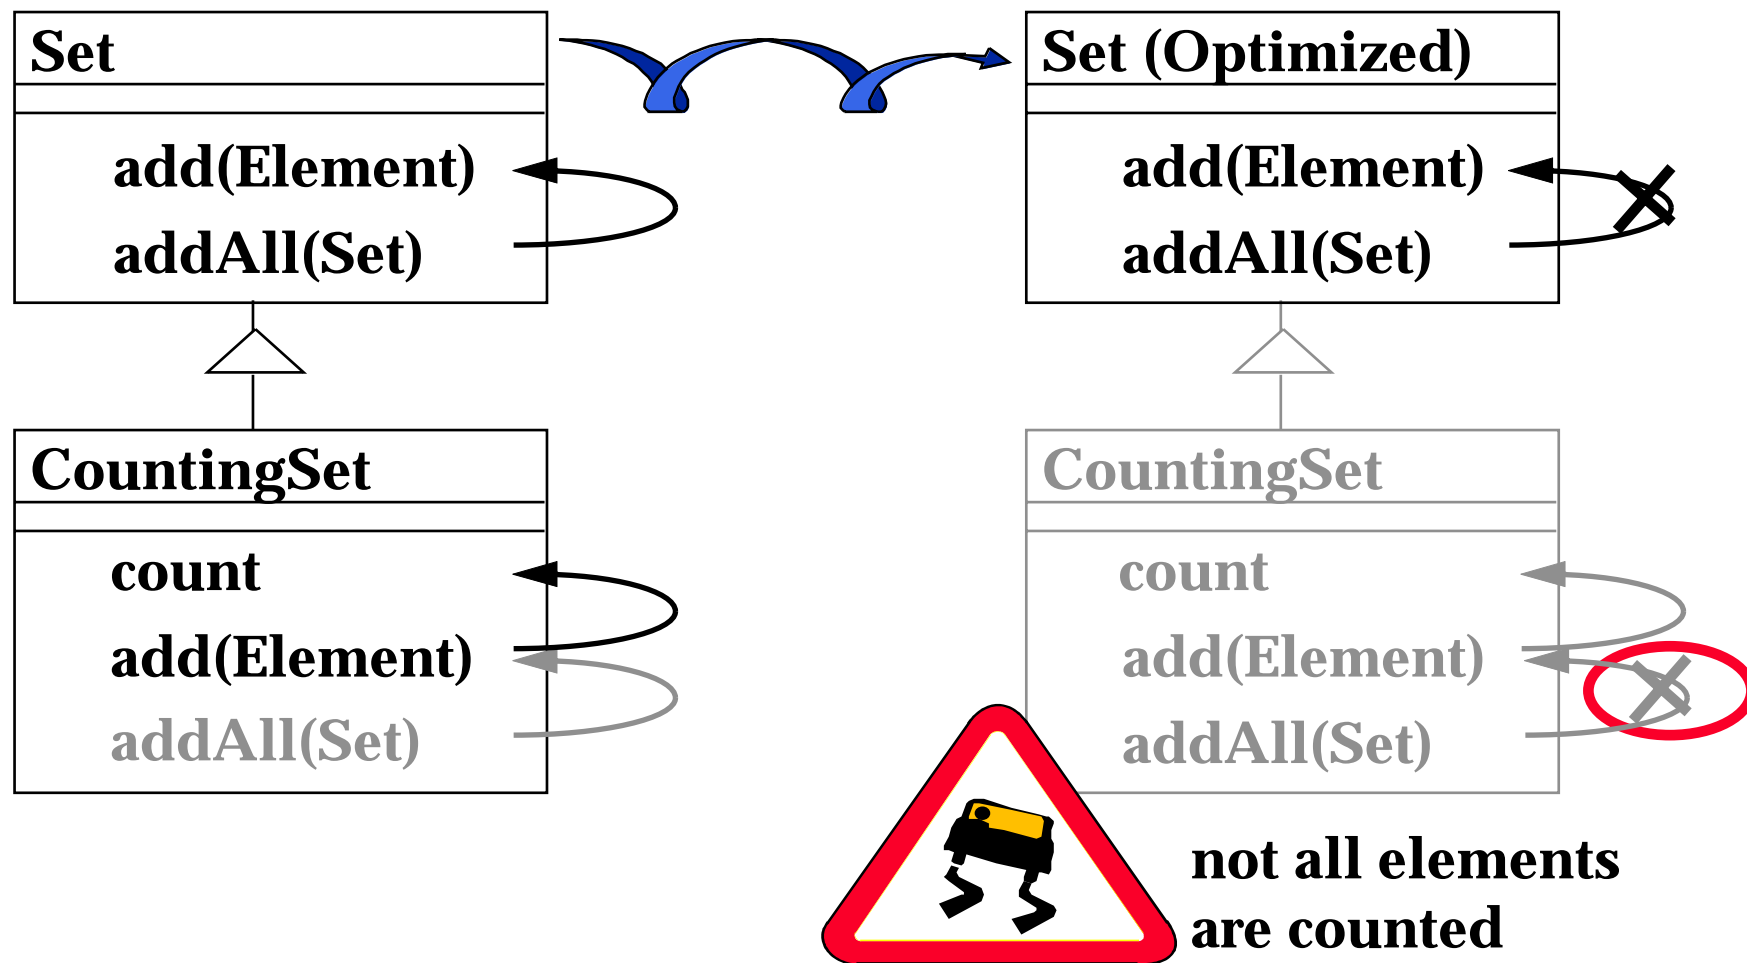 Set
add(Element)
addAll(Set)
CountingSet
count
add(Element)
addAll(Set)
Set (Optimized)
add(Element)
addAll(Set)
CountingSet
count
add(Element)
addAll(Set)
not all elements
are counted